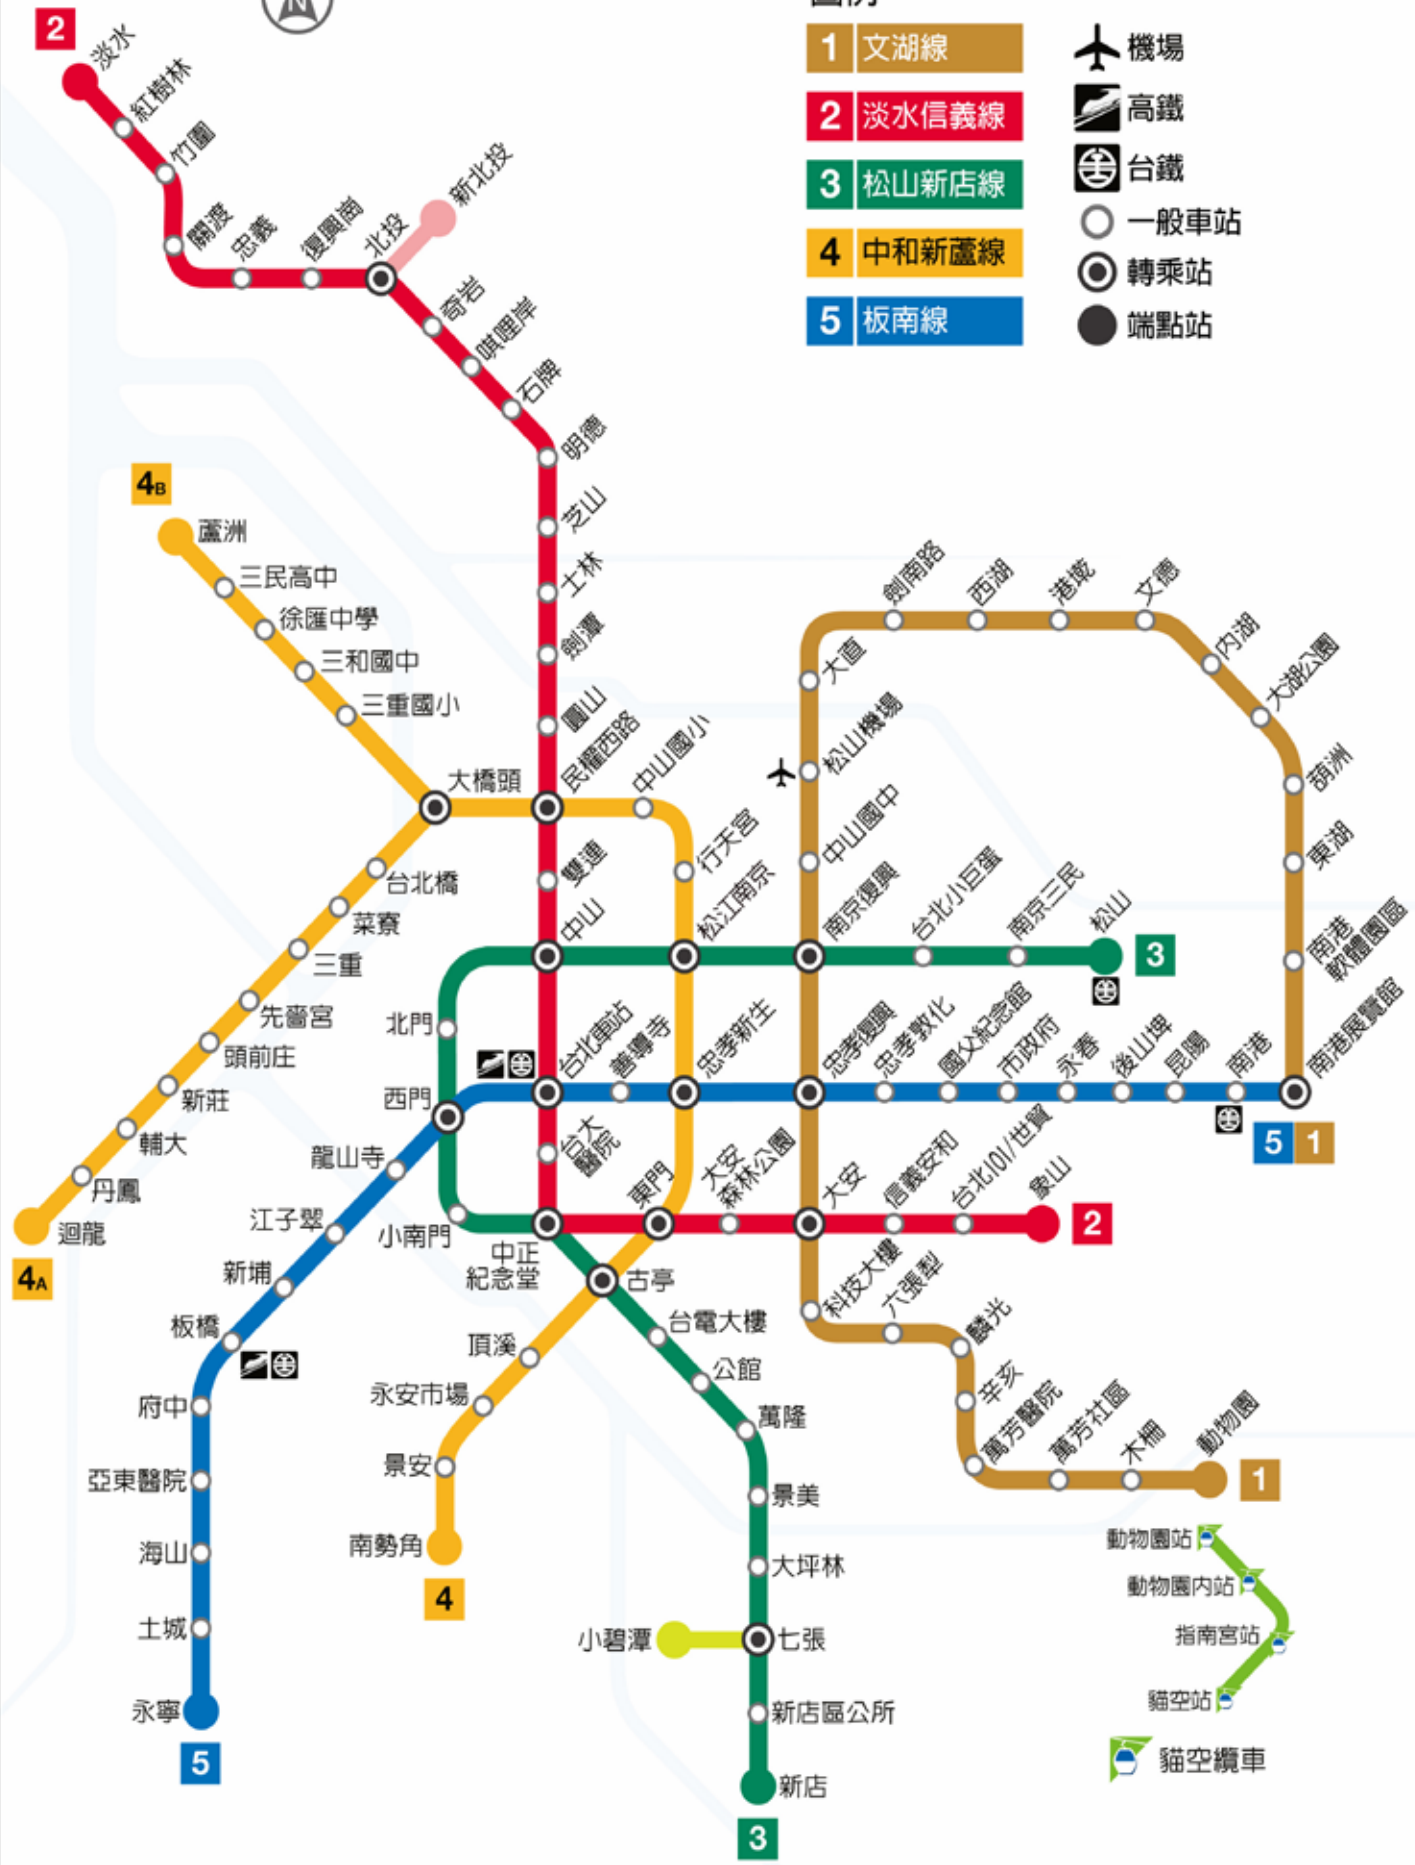 N
2
淡水
紅樹林
竹圍
關渡
忠義
復興崗
北投
新北投
奇岩
唭哩岸
石牌
明德
芝山
士林
劍潭
圓山
民權西路
雙連
中山
台北車站
台大
醫院
中正
紀念堂
東門
大安
森林公園
大安
信義安和
台北101/世貿
象山
2
1 文湖線
2 淡水信義線
3 松山新店線
4 中和新蘆線
5 板南線
機場
高鐵
台鐵
一般車站
轉乘站
端點站
4B
蘆洲
三民高中
徐匯中學
三和國中
三重國小
大橋頭
台北橋
菜寮
三重
先嗇宮
頭前庄
新莊
輔大
丹鳳
迴龍
4A
中山國小
行天宮
松江南京
忠孝新生
古亭
頂溪
永安市場
景安
南勢角
4
劍南路
西湖
港墘
文德
內湖
大湖公園
葫洲
東湖
南港
軟體園區
南港展覽館
5 1
大直
松山機場
中山國中
南京復興
忠孝復興
科技大樓
六張犁
麟光
辛亥
萬芳醫院
萬芳社區
木柵
動物園
1
台北小巨蛋
南京三民
松山
3
北門
西門
小南門
台電大樓
公館
萬隆
景美
大坪林
小碧潭
七張
新店區公所
新店
3
善導寺
忠孝敦化
國父紀念館
市政府
永春
後山埤
昆陽
南港
龍山寺
江子翠
新埔
板橋
府中
亞東醫院
海山
土城
永寧
5
動物園站
動物園內站
指南宮站
貓空站
貓空纜車